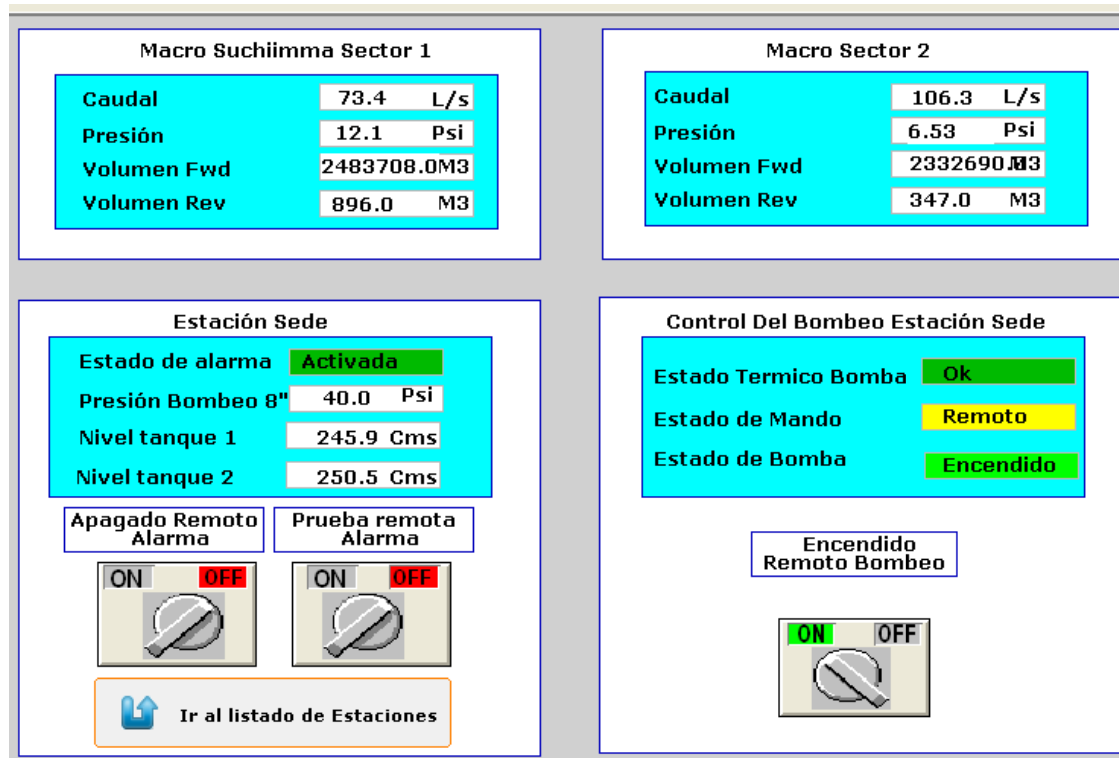 Macro Suchiimma Sector 1
Caudal 73.4 L/s
Presión 12.1 Psi
Volumen Fwd 2483708.0M3
Volumen Rev 896.0 M3
Macro Sector 2
Caudal 106.3 L/s
Presión 6.53 Psi
Volumen Fwd 2332690.0M3
Volumen Rev 347.0 M3
Estación Sede
Estado de alarma Activada
Presión Bombeo 8" 40.0 Psi
Nivel tanque 1 245.9 Cms
Nivel tanque 2 250.5 Cms
Apagado Remoto
Alarma
Prueba remota
Alarma
ON OFF
ON OFF
Ir al listado de Estaciones
Control Del Bombeo Estación Sede
Estado Termico Bomba Ok
Estado de Mando Remoto
Estado de Bomba Encendido
Encendido
Remoto Bombeo
ON OFF